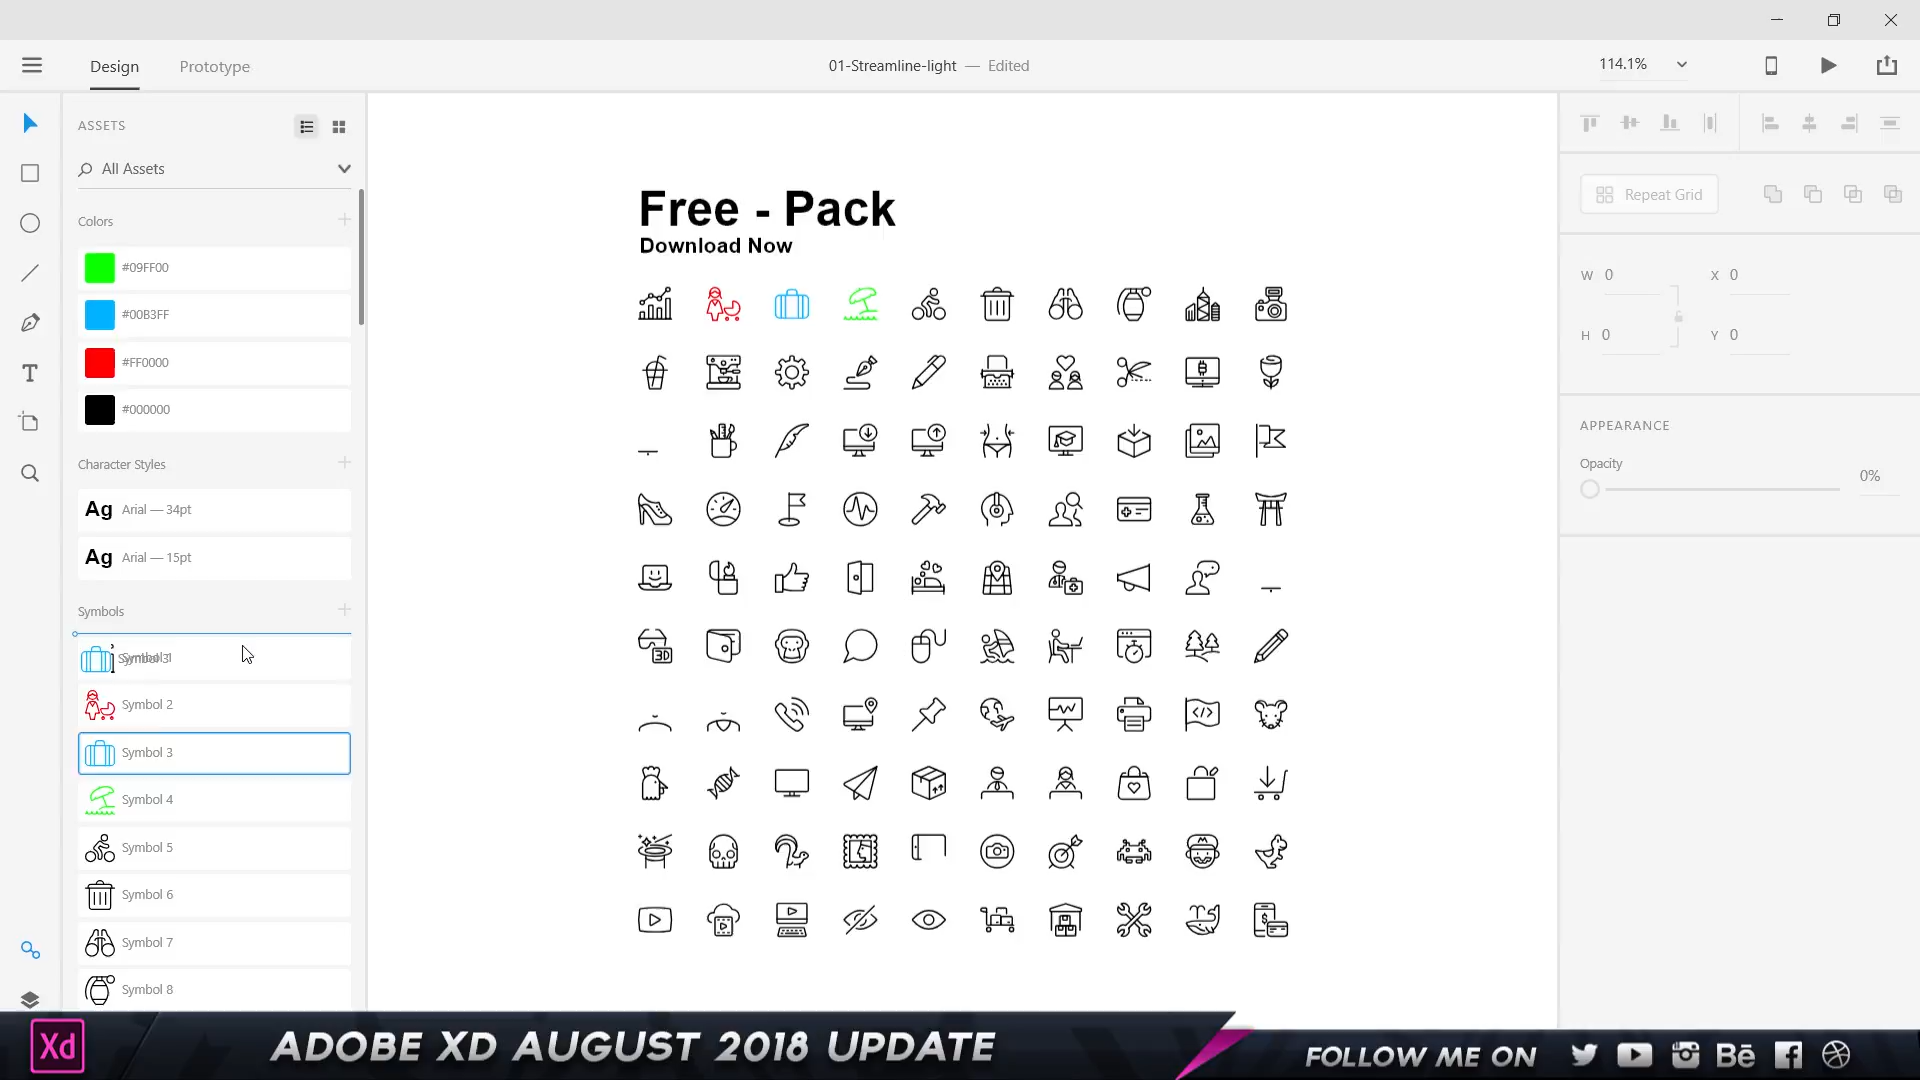 Design
Prototype
01-Streamline-light — Edited
114.1%
ASSETS
All Assets
Colors
#09FF00
#00B3FF
#FF0000
#000000
Character Styles
Ag Arial — 34pt
Ag Arial — 15pt
Symbols
Symbol 2
Symbol 3
Symbol 4
Symbol 5
Symbol 6
Symbol 7
Symbol 8
Free - Pack
Download Now
3D
Repeat Grid
W 0
X 0
H 0
Y 0
APPEARANCE
Opacity
0%
Xd
ADOBE XD AUGUST 2018 UPDATE
FOLLOW ME ON
Bē